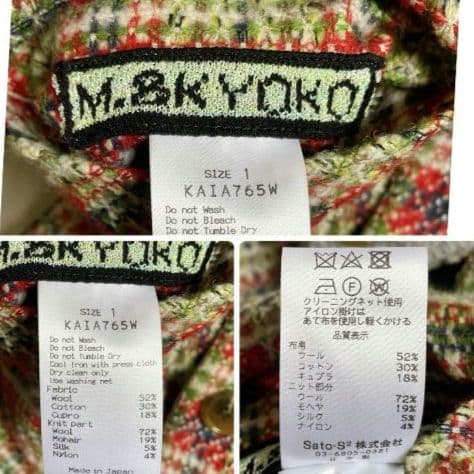 M.&KYOKO
SIZE 1
KAIA765W
Do not Wash
Do not Bleach
Do not Tumble Dry
M.&KYOKO
SIZE 1
KAIA765W
Do not Wash
Do not Bleach
Do not Tumble Dry
Cool Iron with press cloth
Dry clean only
Use washing net
Fabric
Wool 52%
Cotton 30%
Cupro 18%
Knit part
Wool 72%
Mohair 19%
Silk 5%
Nylon 4%
Made in Japan
クリーニングネット使用
アイロン掛けは
あて布を使用し軽くかける
品質表示
布帛
ウール 52%
コットン 30%
キュプラ 18%
ニット部分
ウール 72%
モヘヤ 19%
シルク 5%
ナイロン 4%
Sato-S² 株式会社
03-6805-0381
日本製